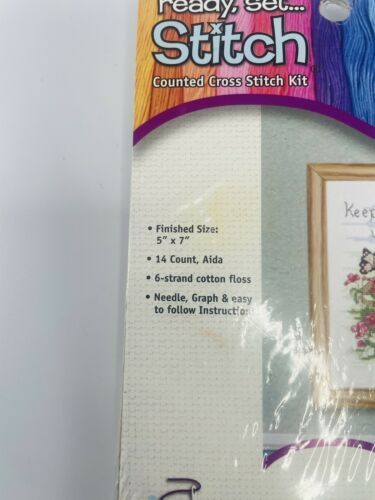 ready, set...
Stitch
Counted Cross Stitch Kit
• Finished Size:
5" x 7"
• 14 Count, Aida
• 6-strand cotton floss
• Needle, Graph & easy
to follow Instruction
Keep